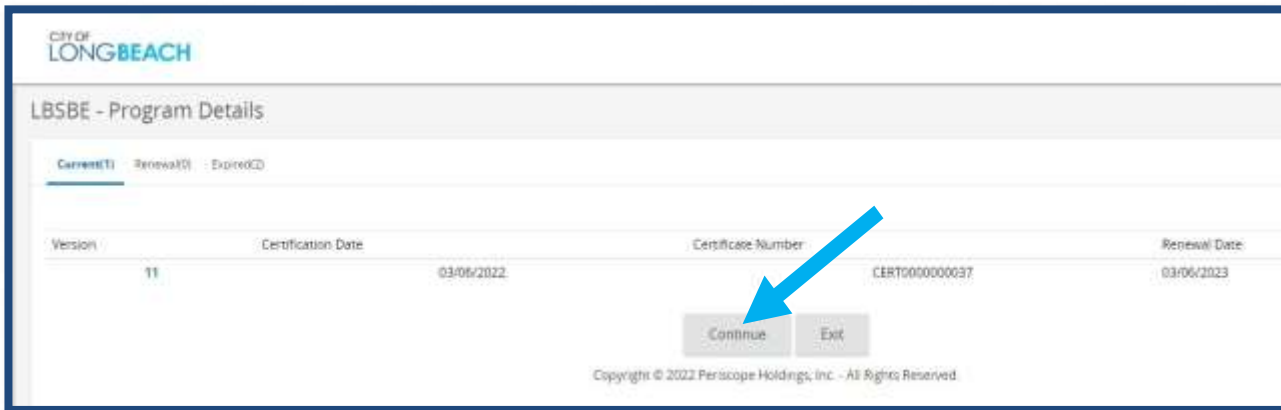 CITY OF
LONGBEACH
LBSBE - Program Details
Current(1) Renewal(0) Expired(2)
Version Certification Date Certificate Number Renewal Date
11 03/06/2022 CERT0000000037 03/06/2023
Continue Exit
Copyright © 2022 Periscope Holdings, Inc. - All Rights Reserved.